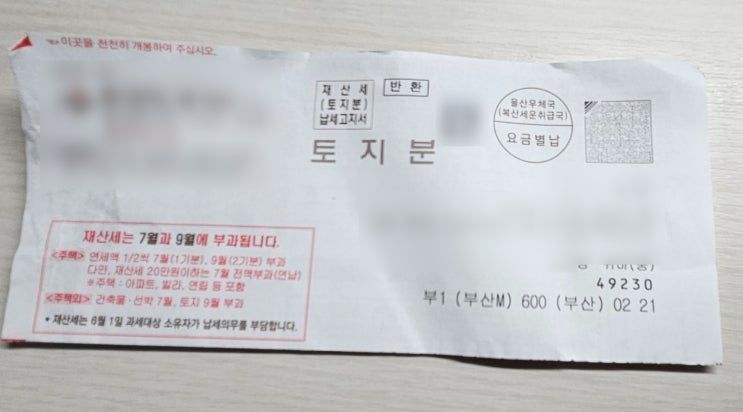 ☜이곳을 천천히 개봉하여 주십시오.
재 산 세
(토지분)
납세고지서
반 환
울산우체국
(복산세운취급국)
요금별납
토 지 분
재산세는 7월과 9월에 부과됩니다.
<주택> 연세액 1/2씩 7월(1기분), 9월(2기분) 부과
다만, 재산세 20만원이하는 7월 전액부과(연납)
※주택 : 아파트, 빌라, 연립 등 포함
<주택외> 건축물·선박 7월, 토지 9월 부과
* 재산세는 6월 1일 과세대상 소유자가 납세의무를 부담합니다.
49230
부1 (부산M) 600 (부산) 02 21